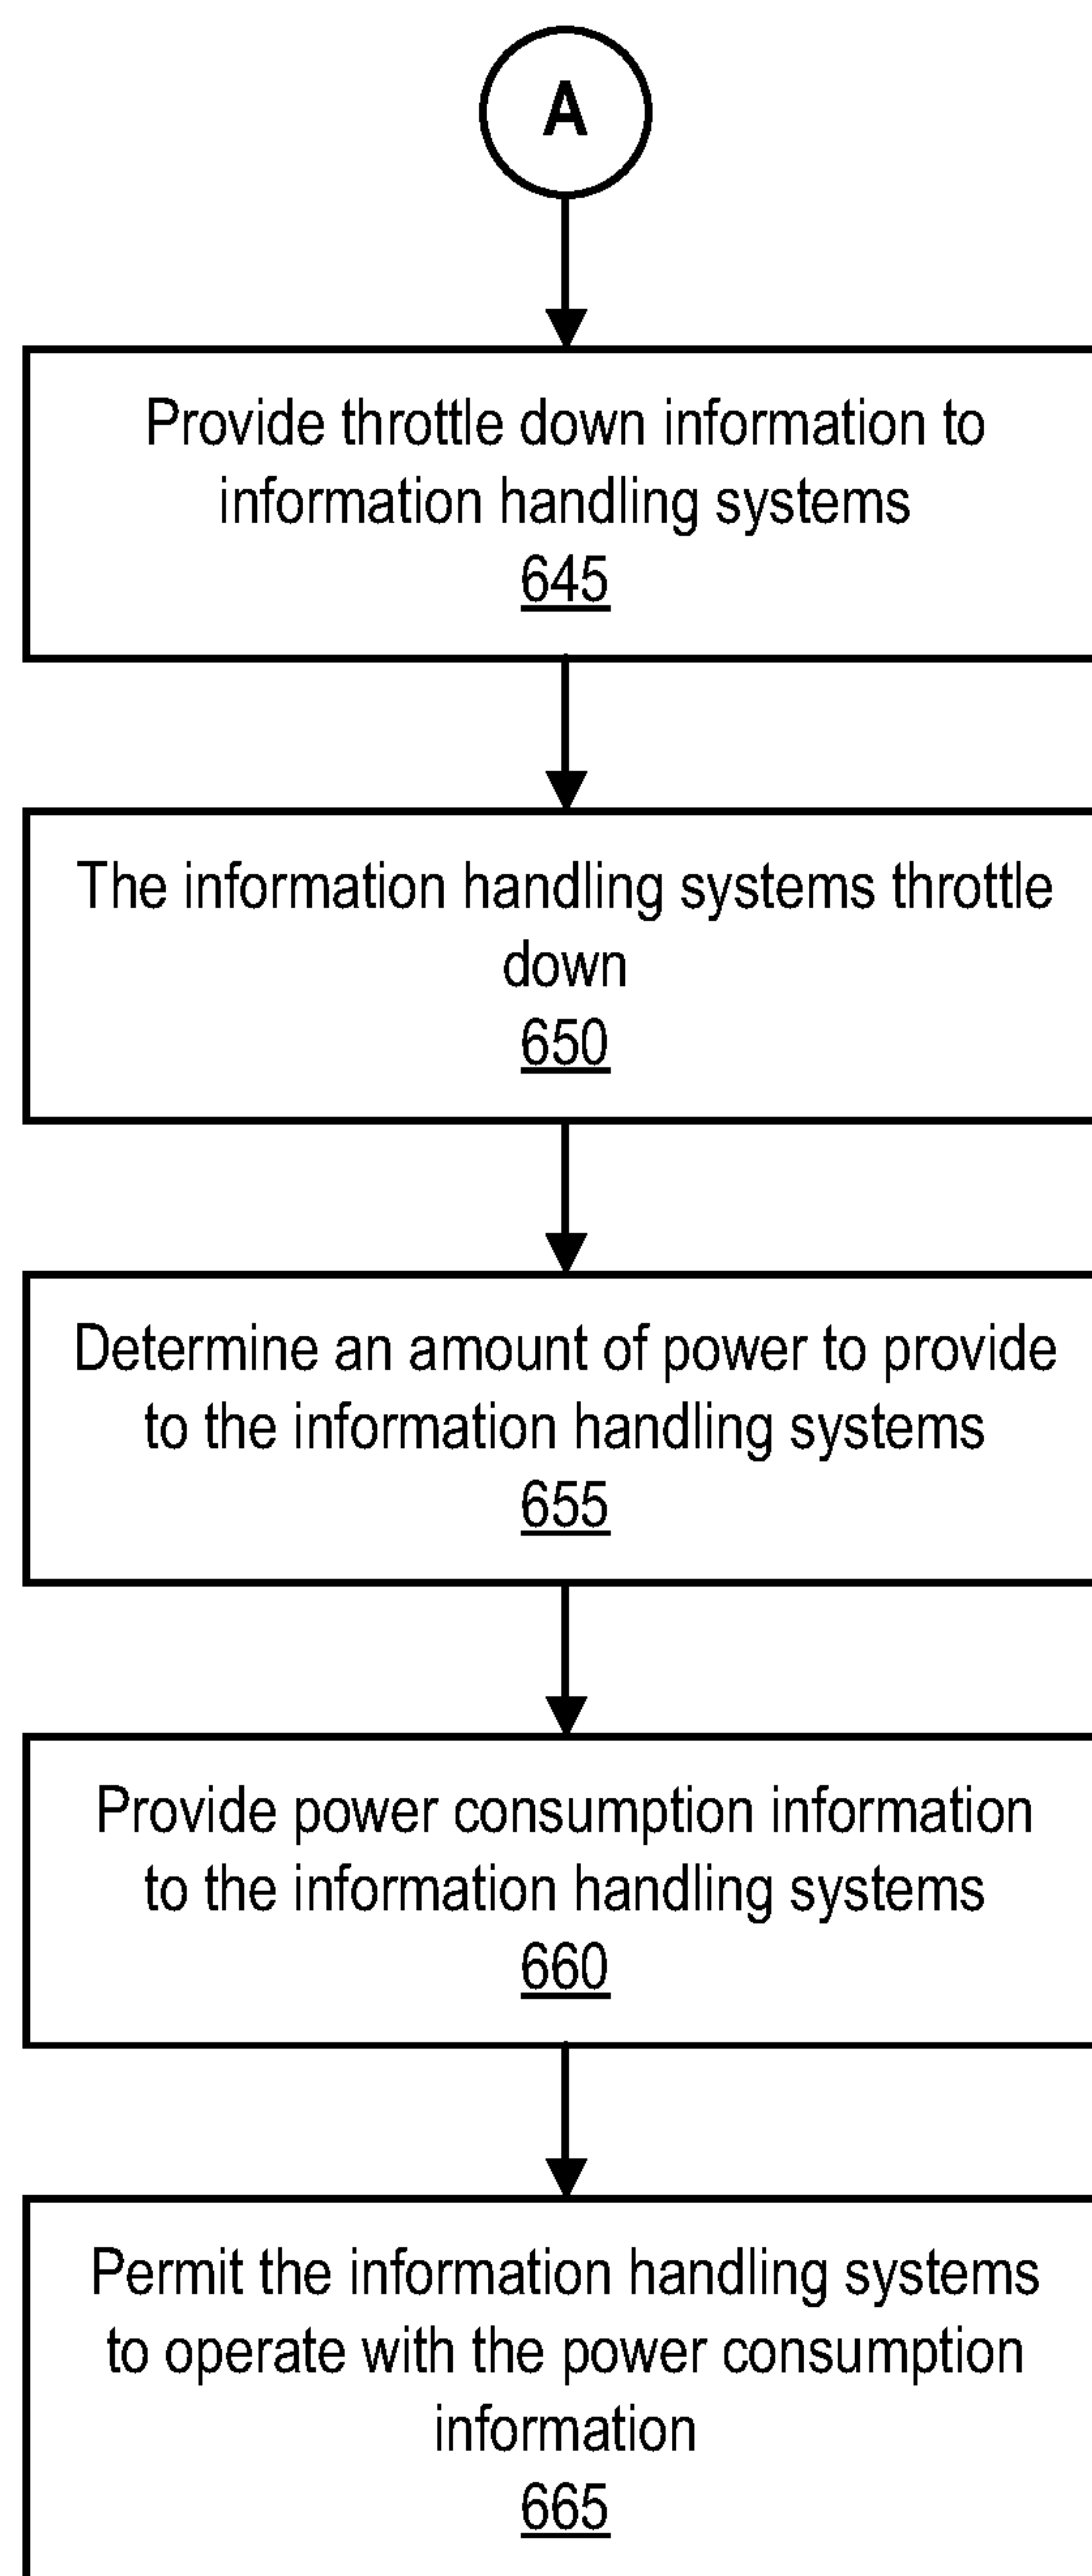 A
Provide throttle down information to
information handling systems
645
The information handling systems throttle
down
650
Determine an amount of power to provide
to the information handling systems
655
Provide power consumption information
to the information handling systems
660
Permit the information handling systems
to operate with the power consumption
information
665